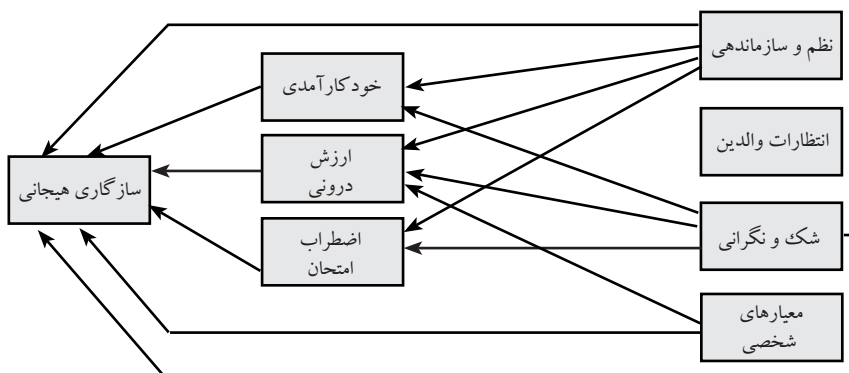 نظم و سازماندهی
انتظارات والدین
شک و نگرانی
معیارهای
شخصی
خودکارآمدی
ارزش
درونی
اضطراب
امتحان
سازگاری هیجانی